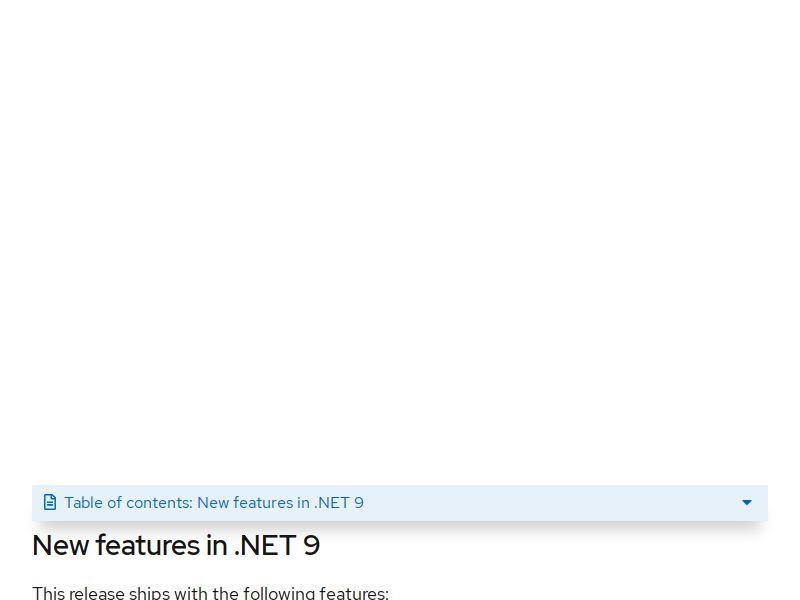 Table of contents: New features in .NET 9
New features in .NET 9
This release ships with the following features: